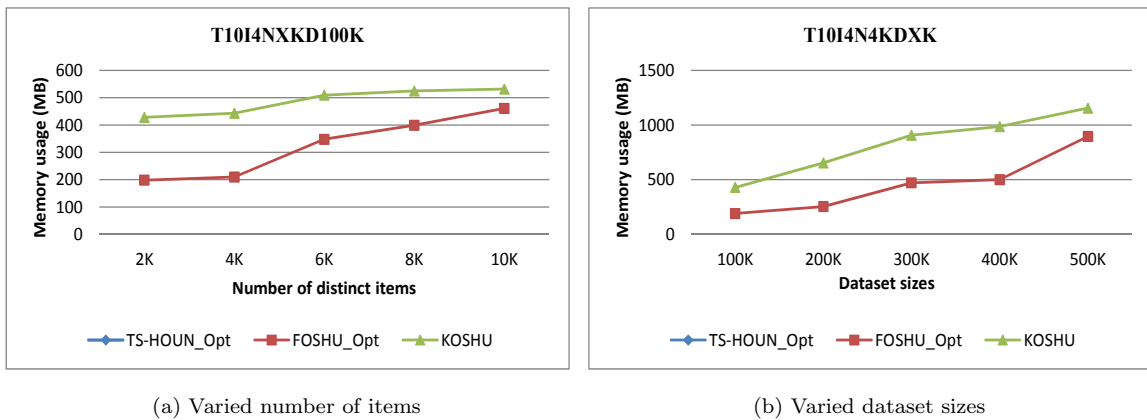 T10I4NXKD100K
Memory usage (MB)
600
500
400
300
200
100
0
2K 4K 6K 8K 10K
Number of distinct items
TS-HOUN_Opt FOSHU_Opt KOSHU
(a) Varied number of items
T10I4N4KDXK
Memory usage (MB)
1500
1000
500
0
100K 200K 300K 400K 500K
Dataset sizes
TS-HOUN_Opt FOSHU_Opt KOSHU
(b) Varied dataset sizes